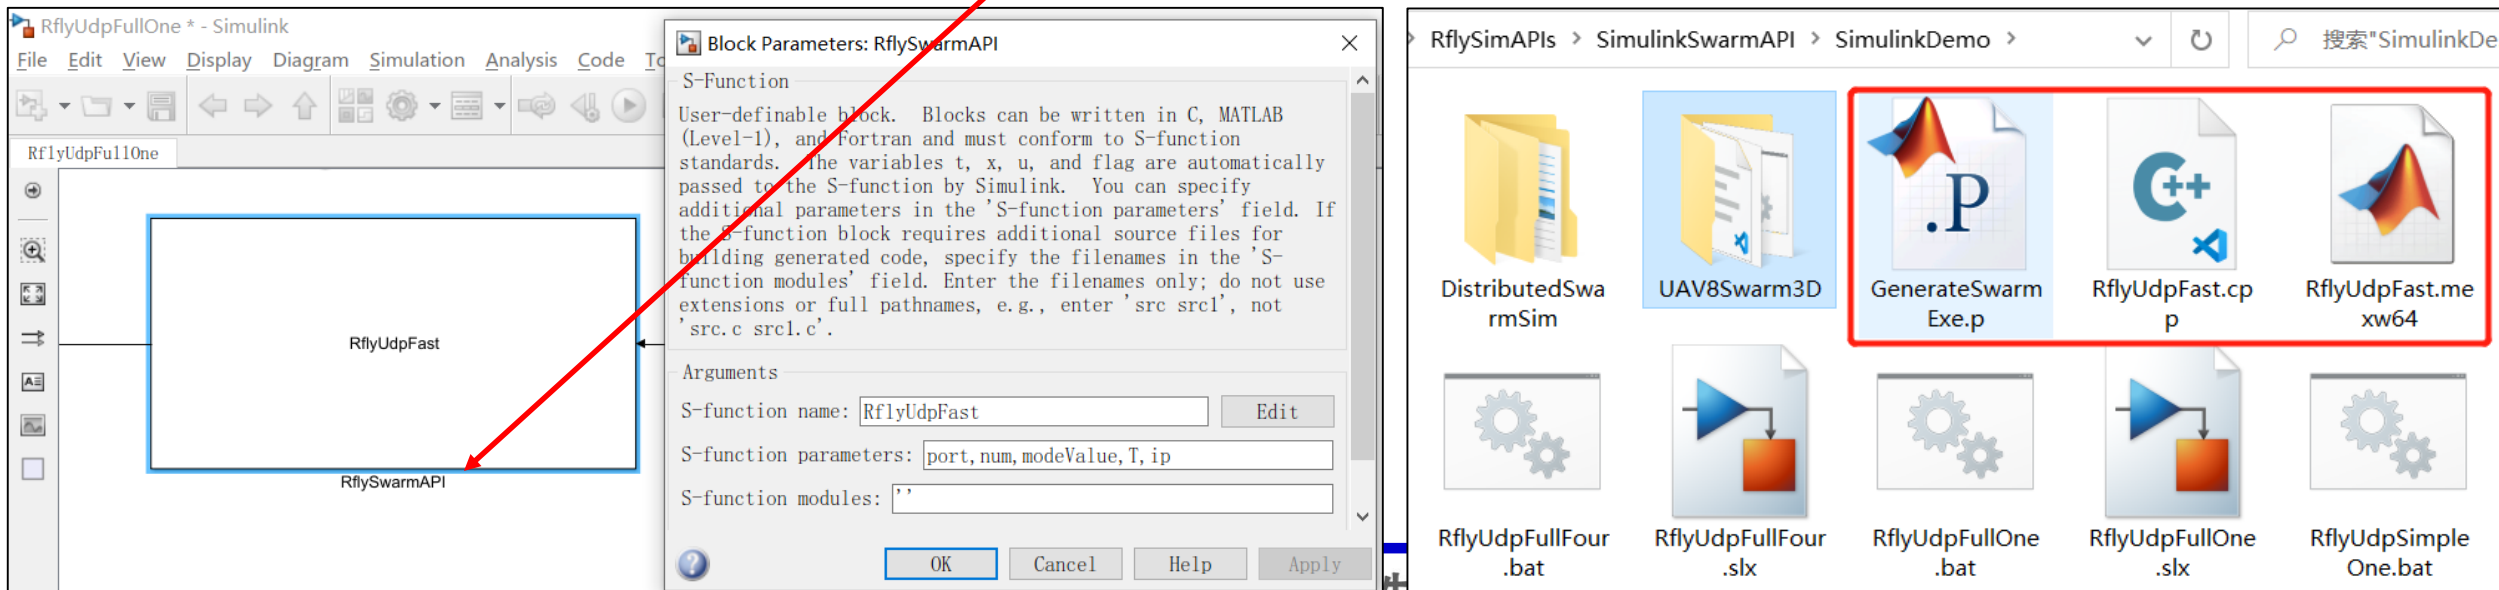 RflyUdpFullOne * - Simulink
File Edit View Display Diagram Simulation Analysis Code
RflyUdpFullOne
RflyUdpFast
RflySwarmAPI
Block Parameters: RflySwarmAPI
S-Function
User-definable block. Blocks can be written in C, MATLAB
(Level-1), and Fortran and must conform to S-function
standards. The variables t, x, u, and flag are automatically
passed to the S-function by Simulink. You can specify
additional parameters in the 'S-function parameters' field. If
the S-function block requires additional source files for
building generated code, specify the filenames in the 'S-
function modules' field. Enter the filenames only; do not use
extensions or full pathnames, e.g., enter 'src src1', not
'src.c src1.c'.
Arguments
S-function name: RflyUdpFast Edit
S-function parameters: port,num,modeValue,T,ip
S-function modules: ''
OK Cancel Help Apply
RflySimAPIs > SimulinkSwarmAPI > SimulinkDemo > 搜索"SimulinkDe
.P
C++
DistributedSwa
rmSim
UAV8Swarm3D
GenerateSwarm
Exe.p
RflyUdpFast.cp
p
RflyUdpFast.me
xw64
RflyUdpFullFour
.bat
RflyUdpFullFour
.slx
RflyUdpFullOne
.bat
RflyUdpFullOne
.slx
RflyUdpSimple
One.bat